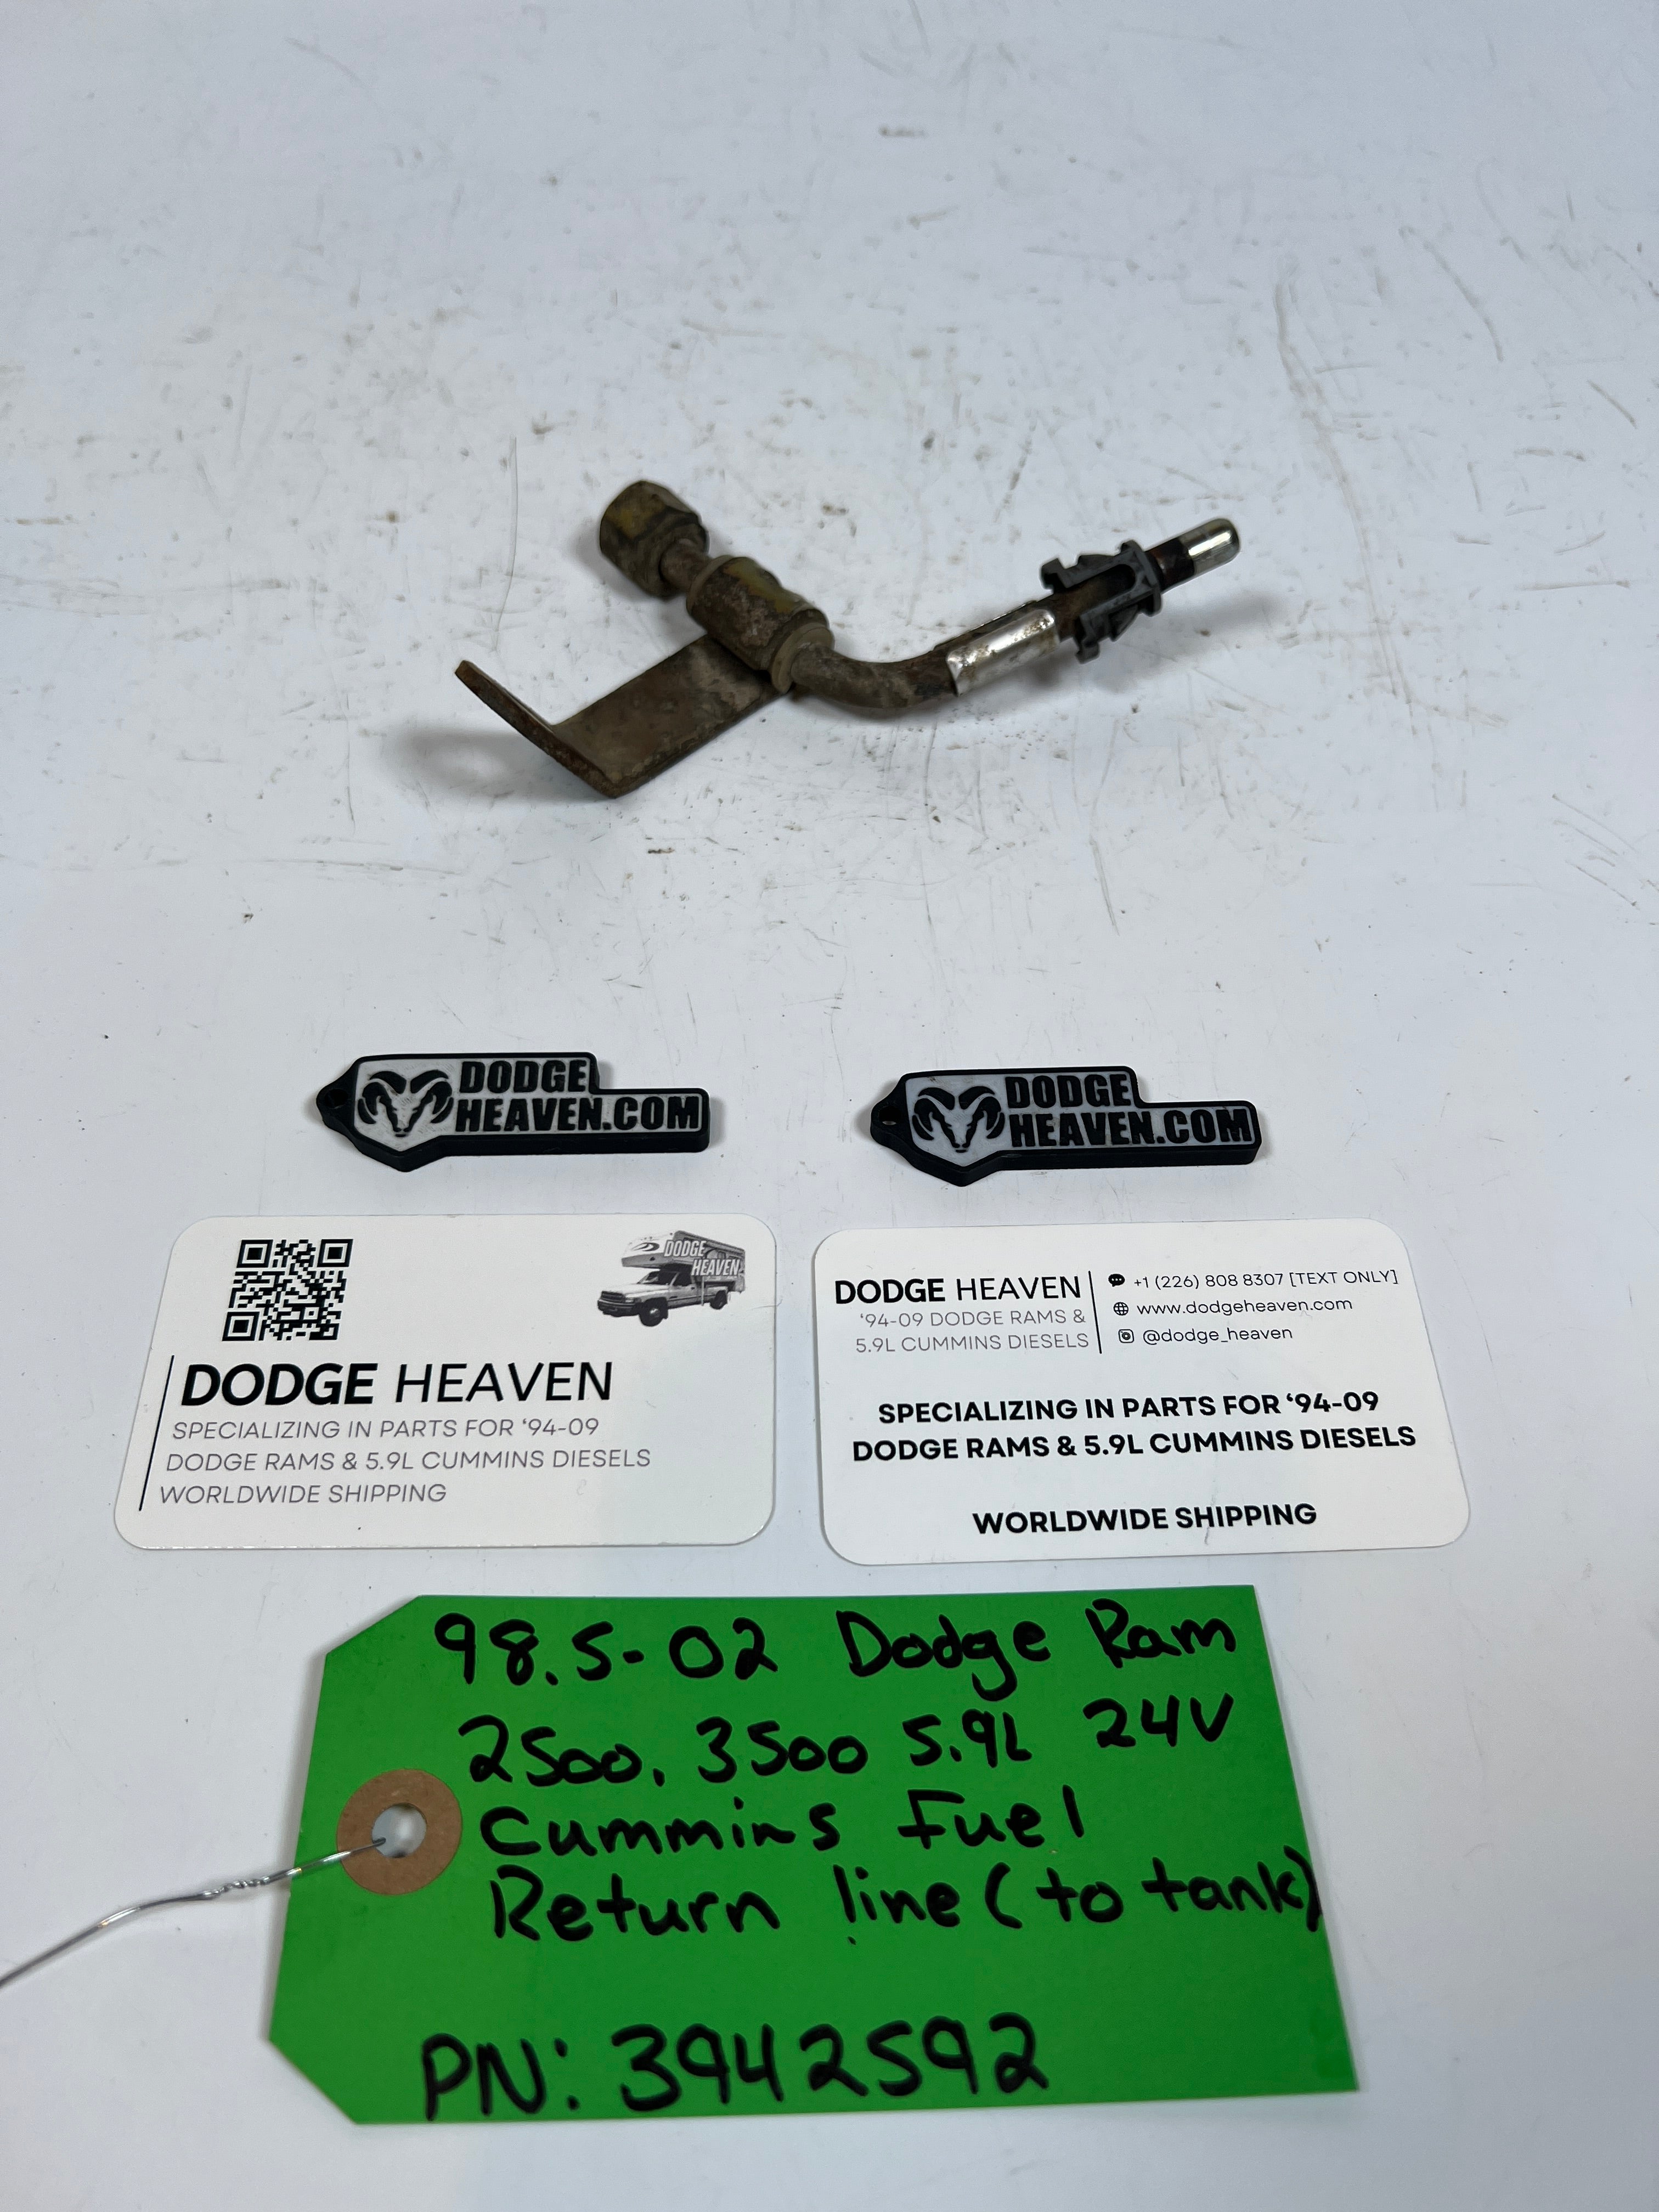 DODGE
HEAVEN.COM
DODGE
HEAVEN.COM
DODGE
HEAVEN
DODGE HEAVEN
SPECIALIZING IN PARTS FOR ‘94-09
DODGE RAMS & 5.9L CUMMINS DIESELS
WORLDWIDE SHIPPING
DODGE HEAVEN
‘94-09 DODGE RAMS &
5.9L CUMMINS DIESELS
+1 (226) 808 8307 [TEXT ONLY]
www.dodgeheaven.com
@dodge_heaven
SPECIALIZING IN PARTS FOR ‘94-09
DODGE RAMS & 5.9L CUMMINS DIESELS
WORLDWIDE SHIPPING
98.5-02 Dodge Ram
2500, 3500 5.9L 24V
Cummins Fuel
Return line (to tank)
PN: 3942592